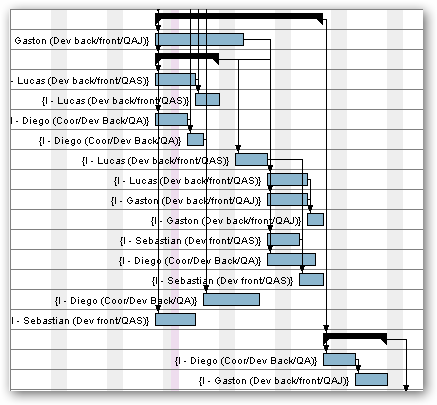 Gaston (Dev back/front/QAJ)}
- Lucas (Dev back/front/QAS)}
{I - Lucas (Dev back/front/QAS)}
I - Diego (Coor/Dev Back/QA)}
{I - Diego (Coor/Dev Back/QA)}
{I - Lucas (Dev back/front/QAS)}
{I - Lucas (Dev back/front/QAS)}
{I - Gaston (Dev back/front/QAJ)}
{I - Gaston (Dev back/front/QAJ)}
{I - Sebastian (Dev front/QAS)}
{I - Diego (Coor/Dev Back/QA)}
{I - Sebastian (Dev front/QAS)}
{I - Diego (Coor/Dev Back/QA)}
I - Sebastian (Dev front/QAS)}
{I - Diego (Coor/Dev Back/QA)}
{I - Gaston (Dev back/front/QAJ)}